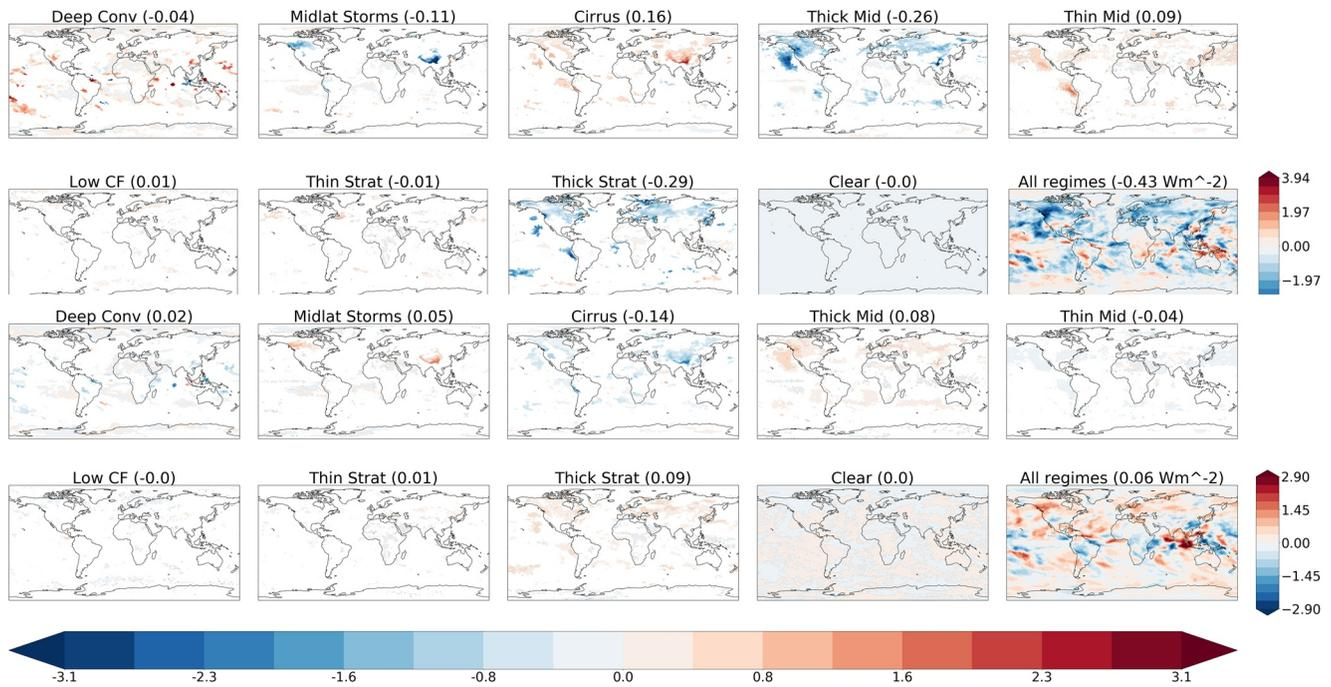 Deep Conv (-0.04) Midlat Storms (-0.11) Cirrus (0.16) Thick Mid (-0.26) Thin Mid (0.09)
Low CF (0.01) Thin Strat (-0.01) Thick Strat (-0.29) Clear (-0.0) All regimes (-0.43 Wm^-2)
3.94
1.97
0.00
−1.97
Deep Conv (0.02) Midlat Storms (0.05) Cirrus (-0.14) Thick Mid (0.08) Thin Mid (-0.04)
Low CF (-0.0) Thin Strat (0.01) Thick Strat (0.09) Clear (0.0) All regimes (0.06 Wm^-2)
2.90
1.45
0.00
−1.45
−2.90
-3.1 -2.3 -1.6 -0.8 0.0 0.8 1.6 2.3 3.1